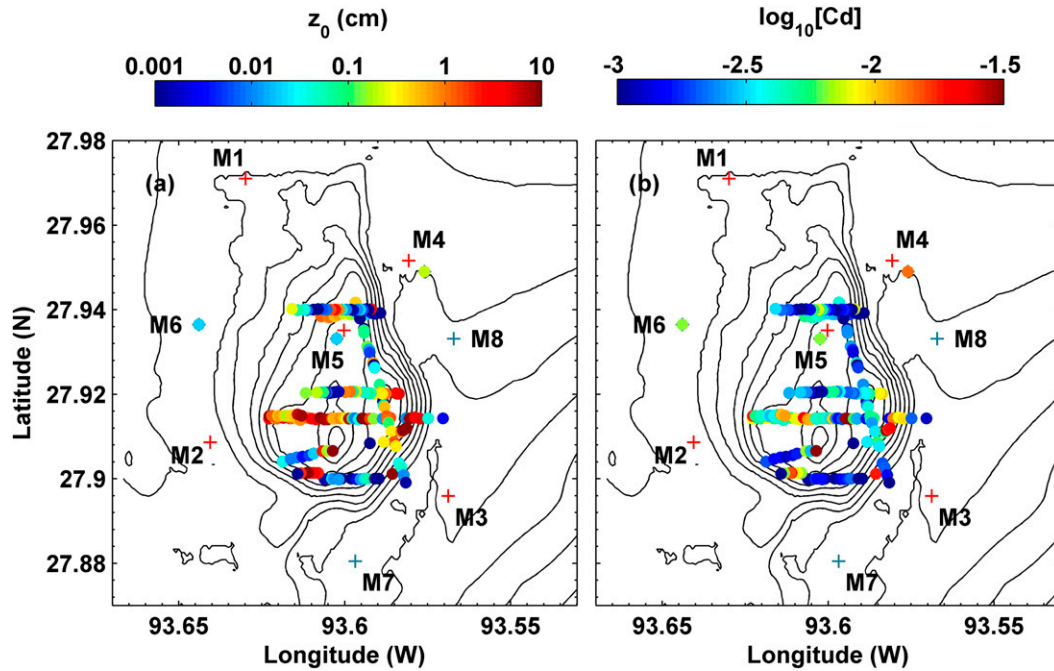 z0 (cm) log10[Cd]
0.001 0.01 0.1 1 10 -3 -2.5 -2 -1.5
27.98
M1 M1
(a) (b)
27.96
M4 M4
27.94
M6 M8 M6 M8
M5 M5
27.92
Latitude (N)
M2 M2
27.9
M3 M3
27.88
M7 M7
93.65 93.6 93.55 93.65 93.6 93.55
Longitude (W) Longitude (W)